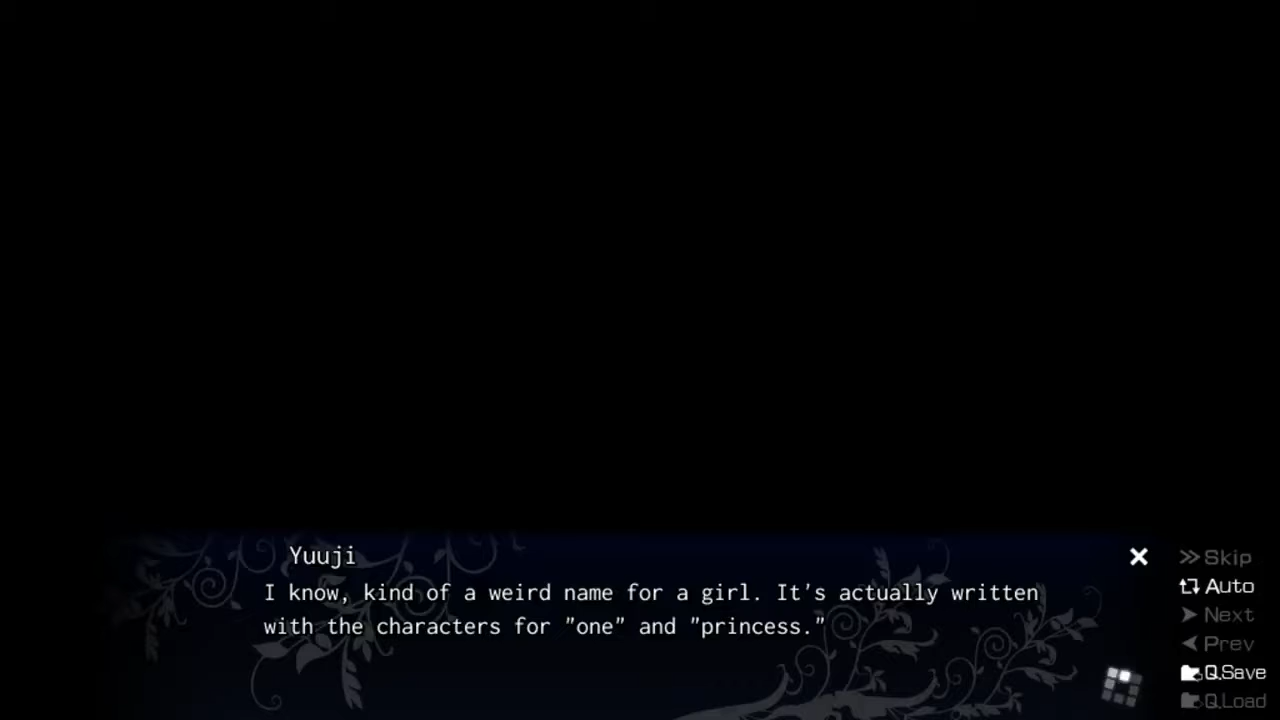 Yuuji
I know, kind of a weird name for a girl. It's actually written
with the characters for "one" and "princess."
Skip
Auto
Next
Prev
Q.Save
Q.Load